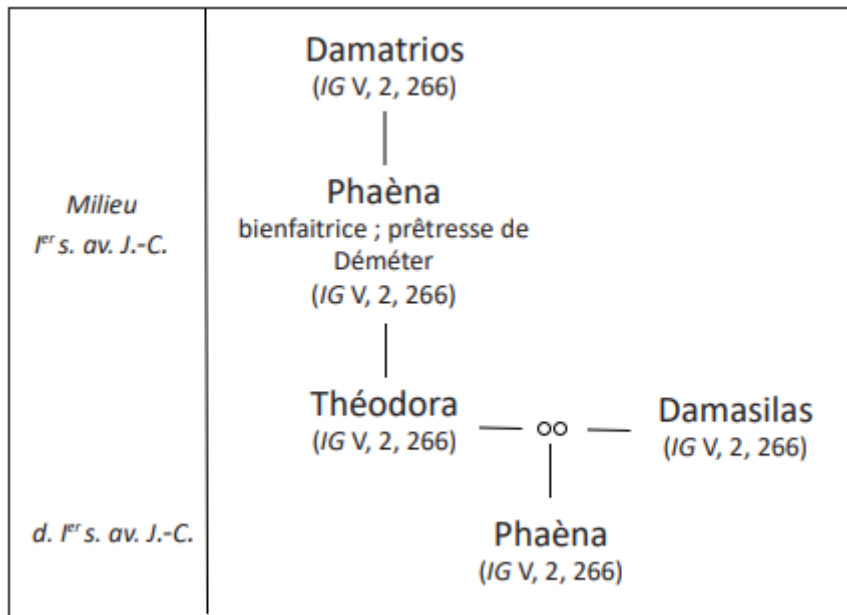 Damatrios
(IG V, 2, 266)
Milieu
Iᵉʳ s. av. J.-C.
Phaèna
bienfaitrice ; prêtresse de
Déméter
(IG V, 2, 266)
Théodora
(IG V, 2, 266)
Damasilas
(IG V, 2, 266)
d. Iᵉʳ s. av. J.-C.
Phaèna
(IG V, 2, 266)